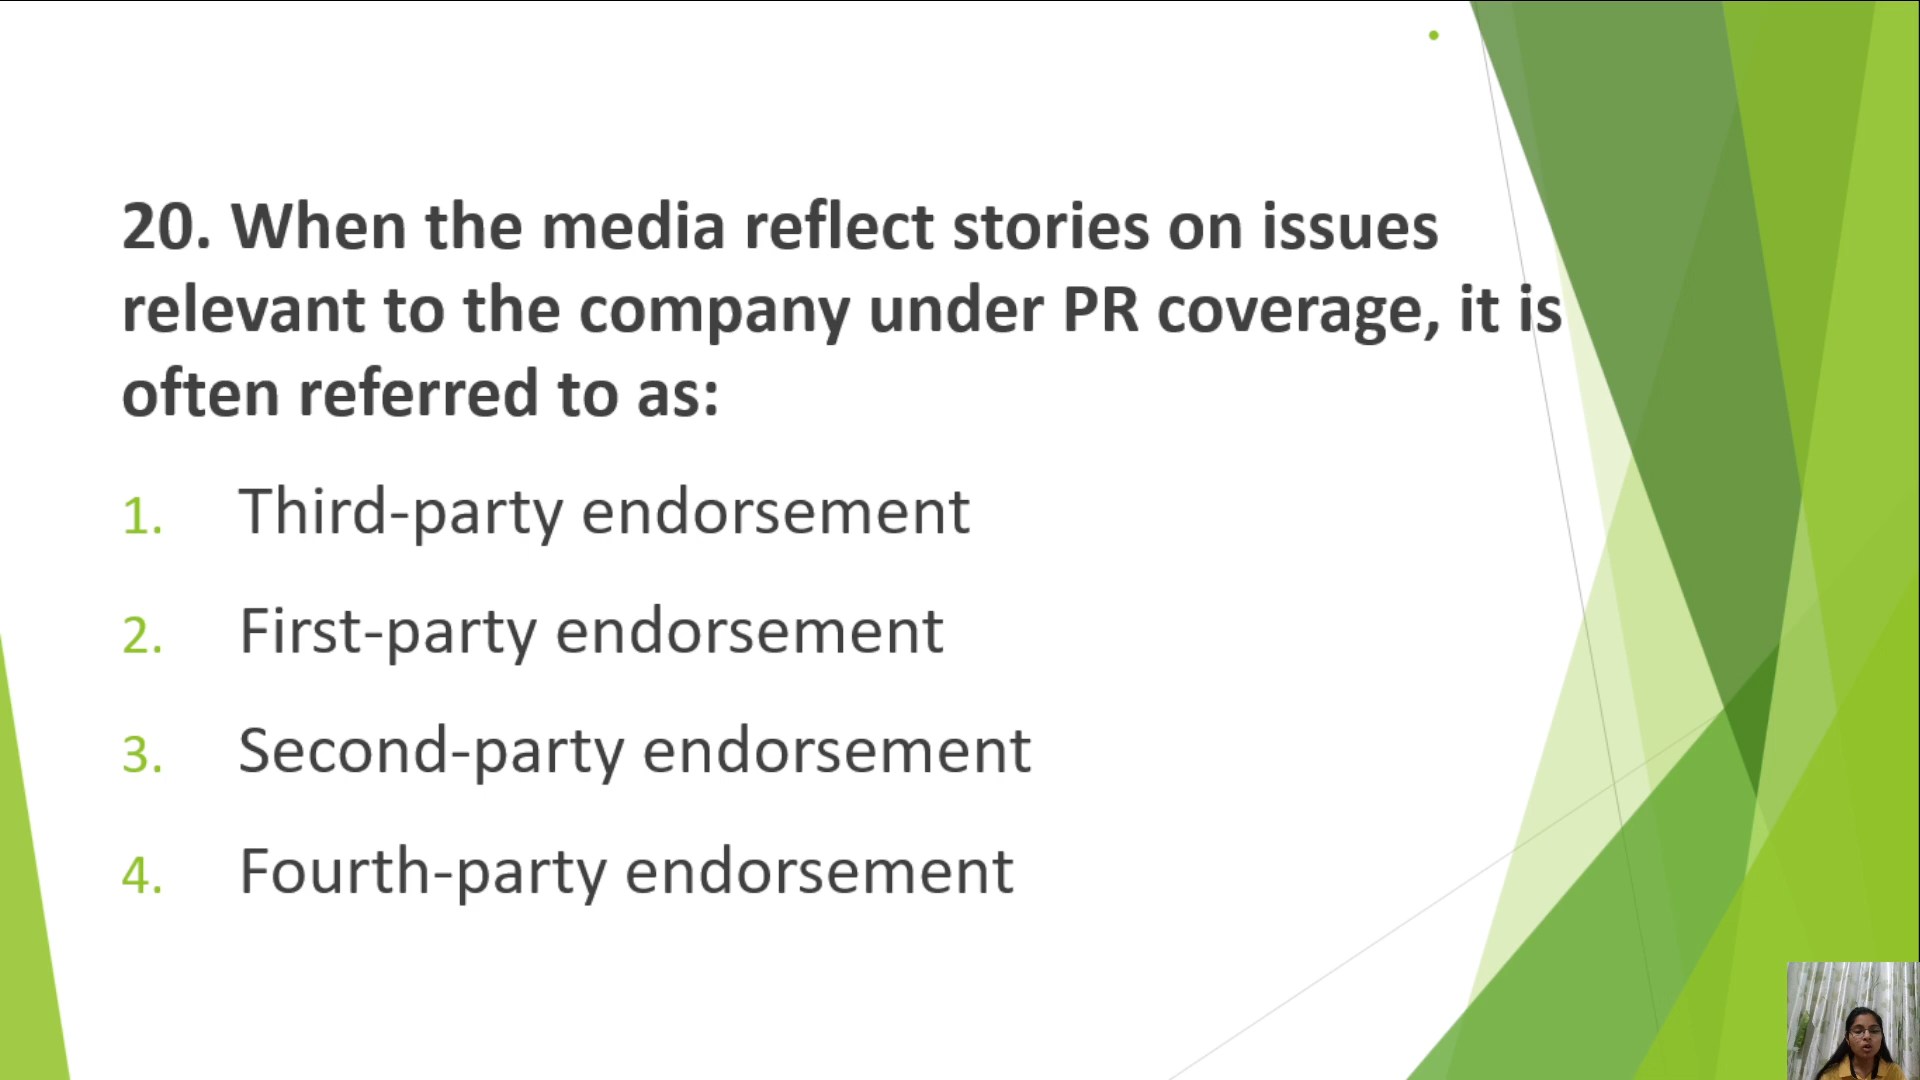 20. When the media reflect stories on issues
relevant to the company under PR coverage, it is
often referred to as:
1. Third-party endorsement
2. First-party endorsement
3. Second-party endorsement
4. Fourth-party endorsement